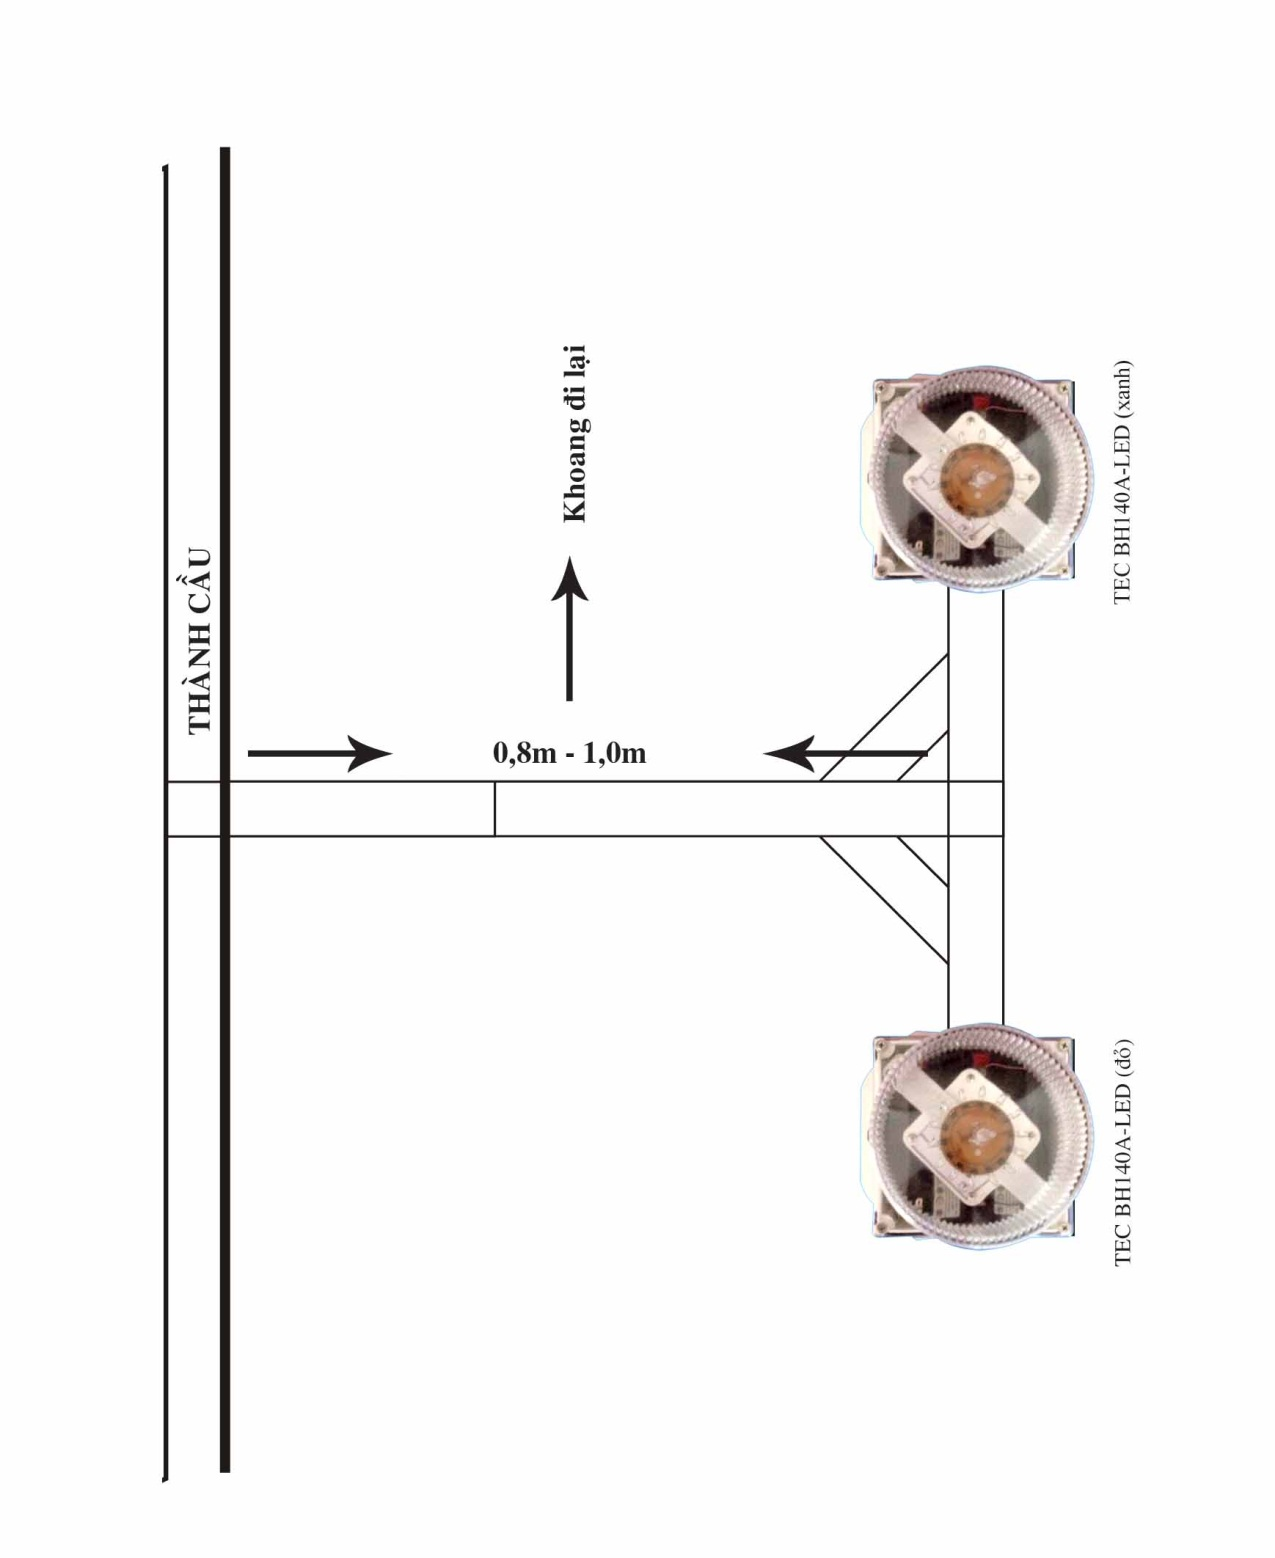 THÀNH CẦU
Khoang đi lại
0,8m - 1,0m
TEC BH140A-LED (xanh)
TEC BH140A-LED (đỏ)